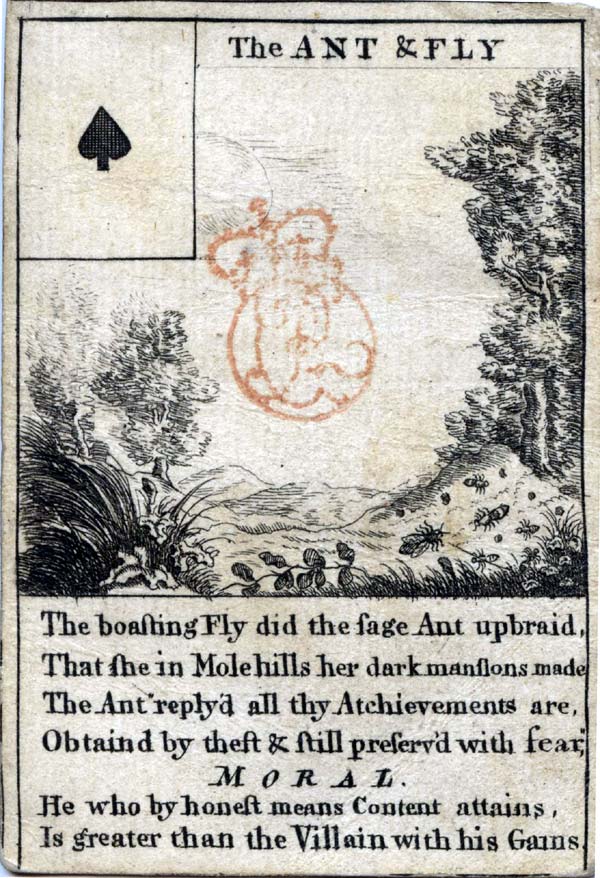 The ANT & FLY
The boaſting Fly did the ſage Ant upbraid,
That ſhe in Molehills her dark manſions made
The Ant reply'd all thy Atchievements are,
Obtaind by theft & ſtill preſerv'd with fear,
MORAL.
He who by honeſt means Content attains,
Is greater than the Villain with his Gains.